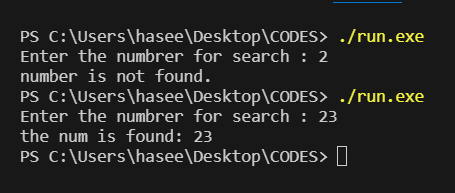 PS C:\Users\hasee\Desktop\CODES> ./run.exe
Enter the numbrer for search : 2
number is not found.
PS C:\Users\hasee\Desktop\CODES> ./run.exe
Enter the numbrer for search : 23
the num is found: 23
PS C:\Users\hasee\Desktop\CODES>